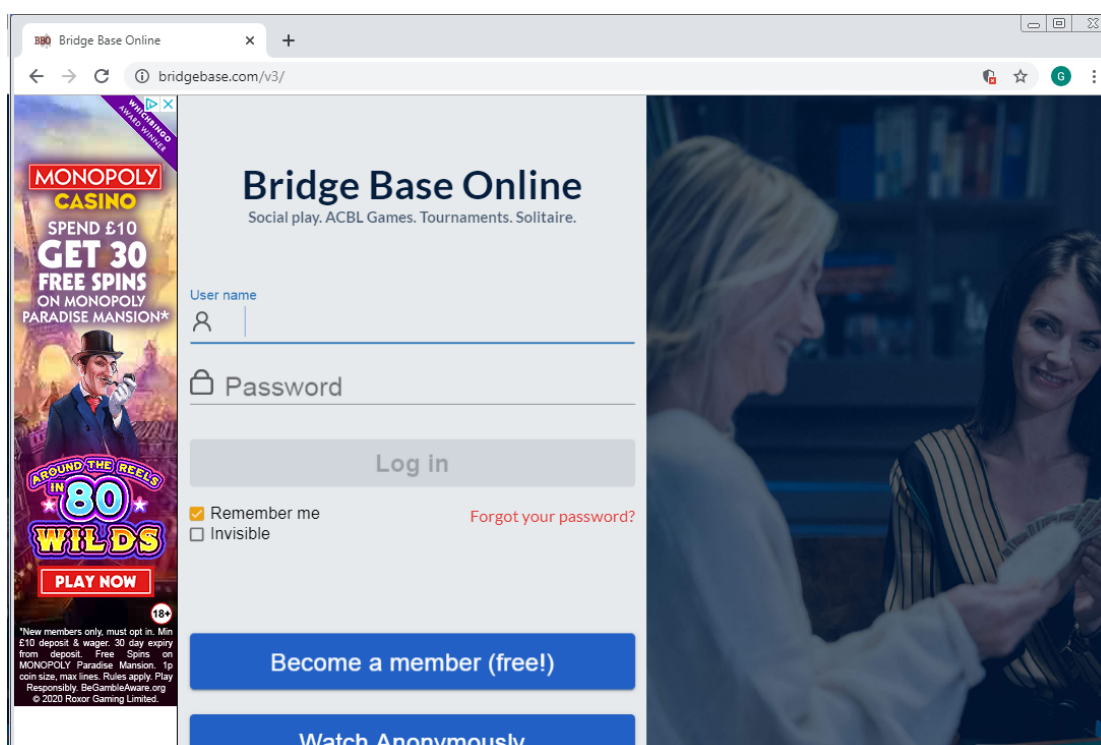 BBO Bridge Base Online
bridgebase.com/v3/
G
WHICHBINGO
AWARD WINNER
MONOPOLY
CASINO
SPEND £10
GET 30
FREE SPINS
ON MONOPOLY
PARADISE MANSION*
AROUND THE REELS
IN
80
WILDS
PLAY NOW
18+
*New members only, must opt in. Min
£10 deposit & wager. 30 day expiry
from deposit. Free Spins on
MONOPOLY Paradise Mansion. 1p
coin size, max lines. Rules apply. Play
Responsibly. BeGambleAware.org
© 2020 Roxor Gaming Limited.
Bridge Base Online
Social play. ACBL Games. Tournaments. Solitaire.
User name
Password
Log in
Remember me
Forgot your password?
Invisible
Become a member (free!)
Watch Anonymously